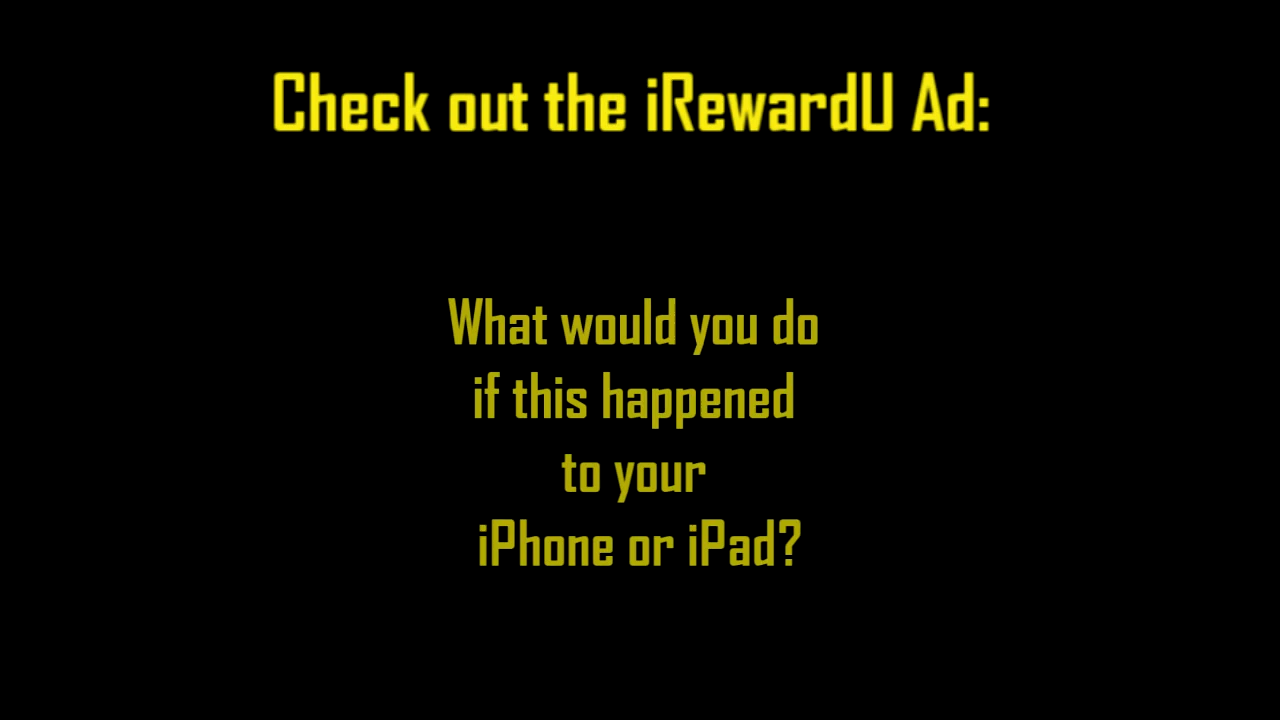 Check out the iRewardU Ad:
What would you do
if this happened
to your
iPhone or iPad?